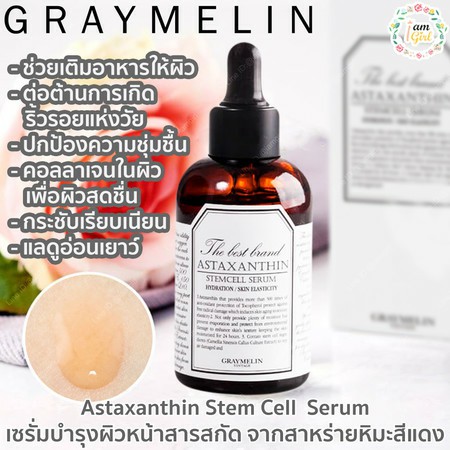 GRAYMELIN
i am
Girl
- ช่วยเติมอาหารให้ผิว
- ต่อต้านการเกิด
ริ้วรอยแห่งวัย
- ปกป้องความชุ่มชื้น
- คอลลาเจนในผิว
เพื่อผิวสดชื่น
- กระชับเรียบเนียน
- แลดูอ่อนเยาว์
The best brand
ASTAXANTHIN
STEMCELL SERUM
The best brand
ASTAXANTHIN
STEMCELL SERUM
HYDRATION / SKIN ELASTICITY
GRAYMELIN
VINTAGE
Astaxanthin Stem Cell Serum
เซรั่มบำรุงผิวหน้าสารสกัด จากสาหร่ายหิมะสีแดง